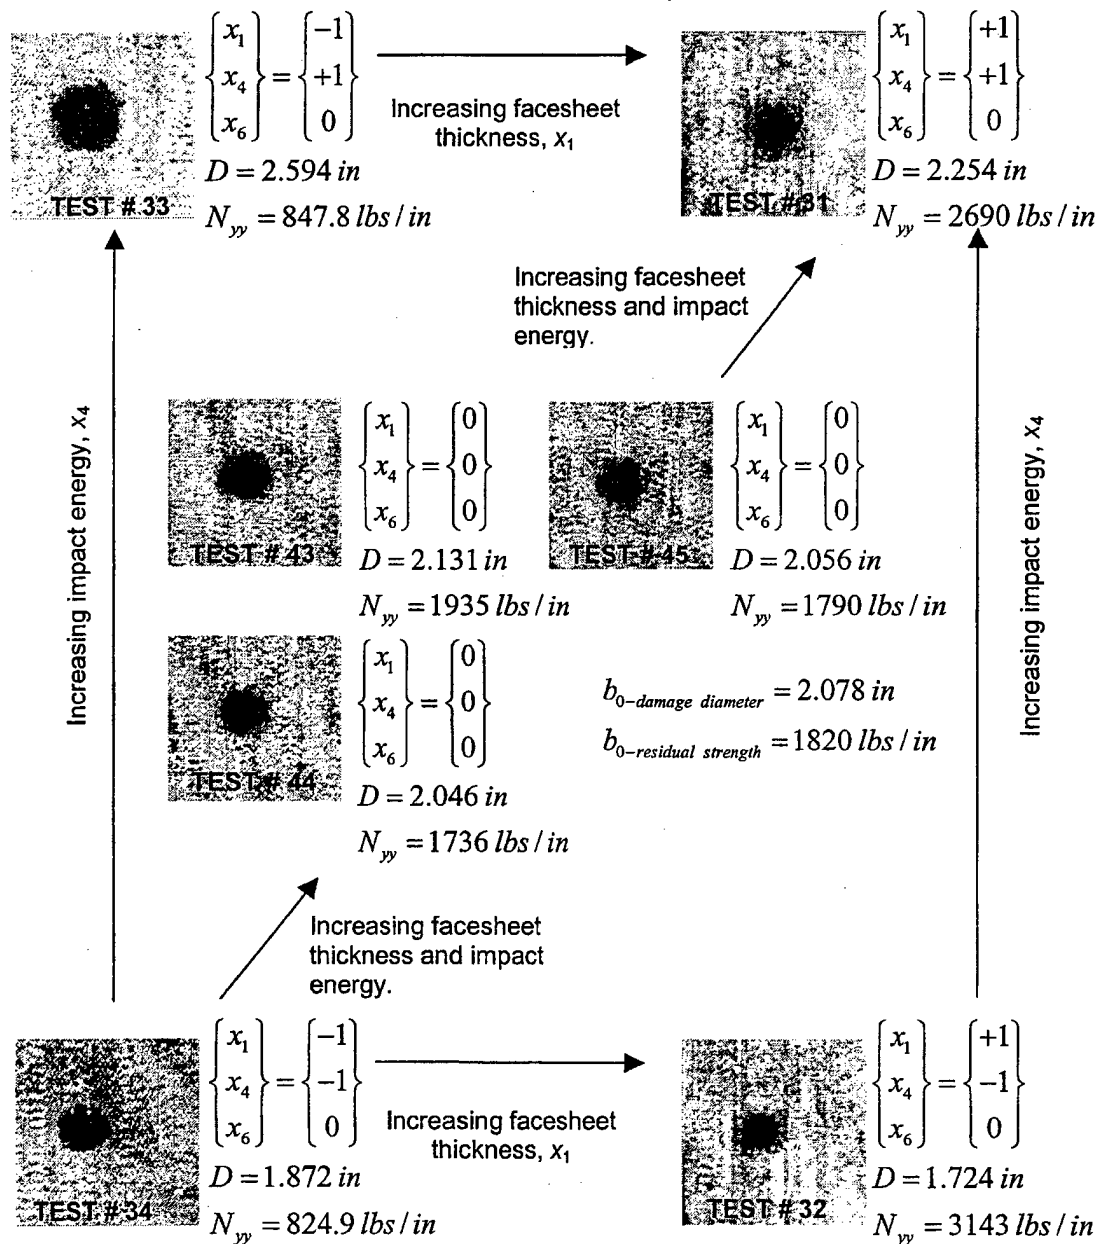 {x₁ x₄ x₆} = {−1 +1 0}
D = 2.594 in
TEST # 33
N_yy = 847.8 lbs / in
Increasing facesheet
thickness, x₁
{x₁ x₄ x₆} = {+1 +1 0}
D = 2.254 in
TEST # 31
N_yy = 2690 lbs / in
Increasing facesheet
thickness and impact
energy.
Increasing impact energy, x₄
{x₁ x₄ x₆} = {0 0 0}
TEST # 43
D = 2.131 in
N_yy = 1935 lbs / in
{x₁ x₄ x₆} = {0 0 0}
TEST # 45
D = 2.056 in
N_yy = 1790 lbs / in
Increasing impact energy, x₄
{x₁ x₄ x₆} = {0 0 0}
TEST # 44
D = 2.046 in
N_yy = 1736 lbs / in
b₀₋damage diameter = 2.078 in
b₀₋residual strength = 1820 lbs / in
Increasing facesheet
thickness and impact
energy.
{x₁ x₄ x₆} = {−1 −1 0}
D = 1.872 in
TEST # 34
N_yy = 824.9 lbs / in
Increasing facesheet
thickness, x₁
{x₁ x₄ x₆} = {+1 −1 0}
D = 1.724 in
TEST # 32
N_yy = 3143 lbs / in